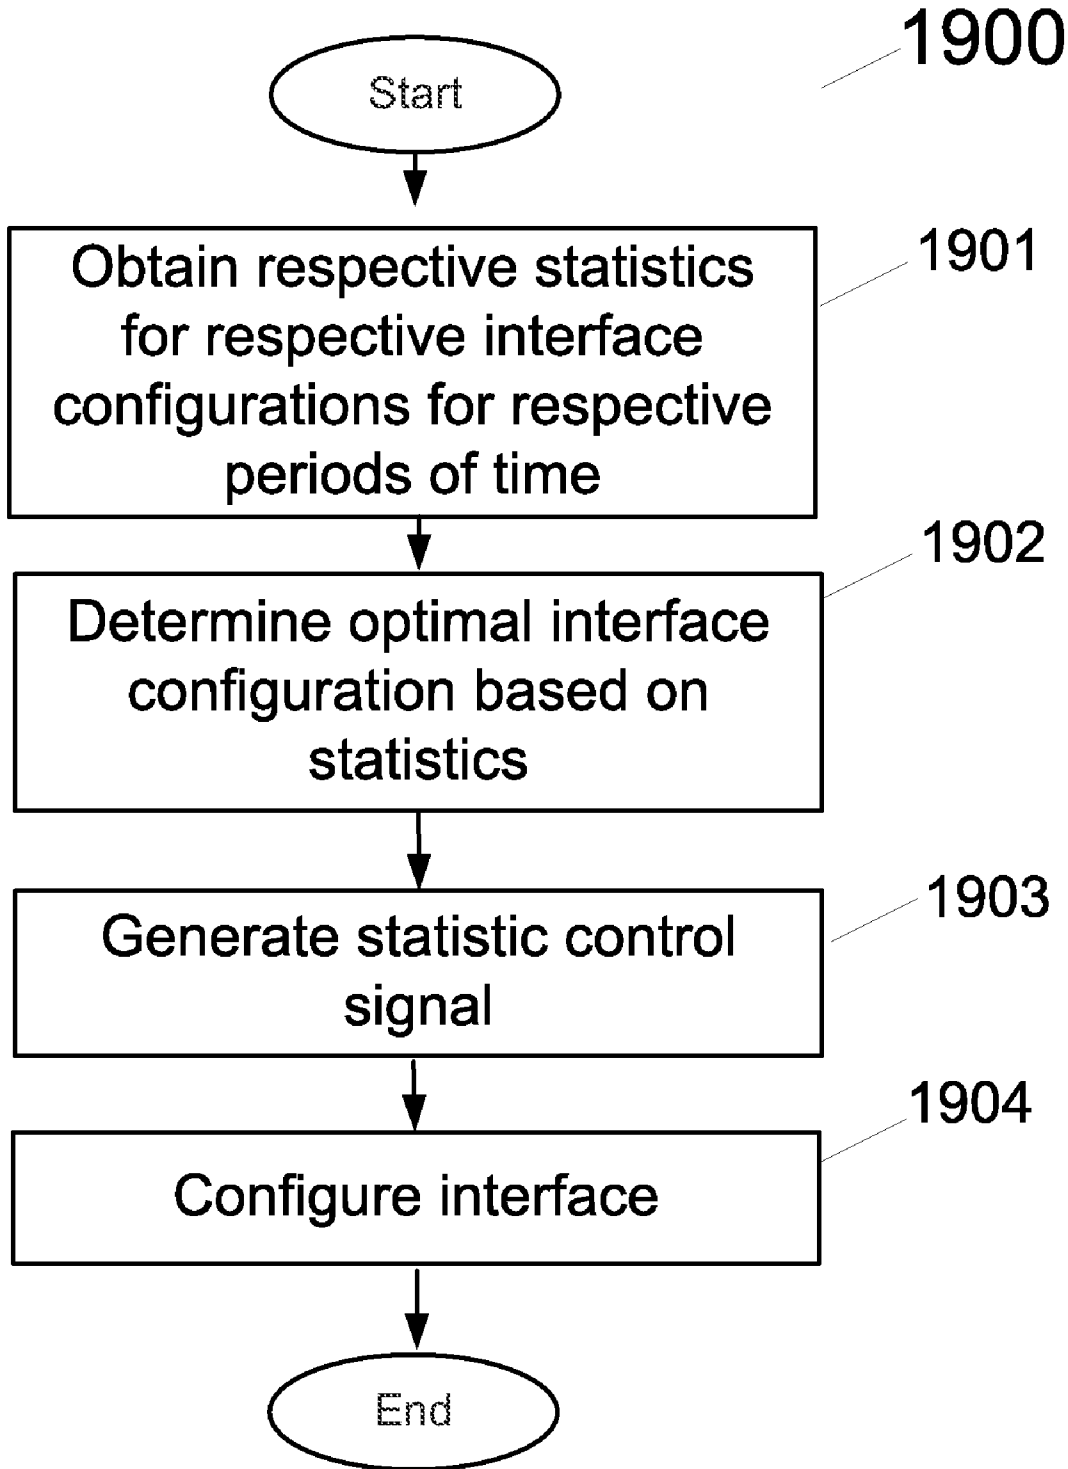 1900
Start
1901
Obtain respective statistics
for respective interface
configurations for respective
periods of time
1902
Determine optimal interface
configuration based on
statistics
1903
Generate statistic control
signal
1904
Configure interface
End